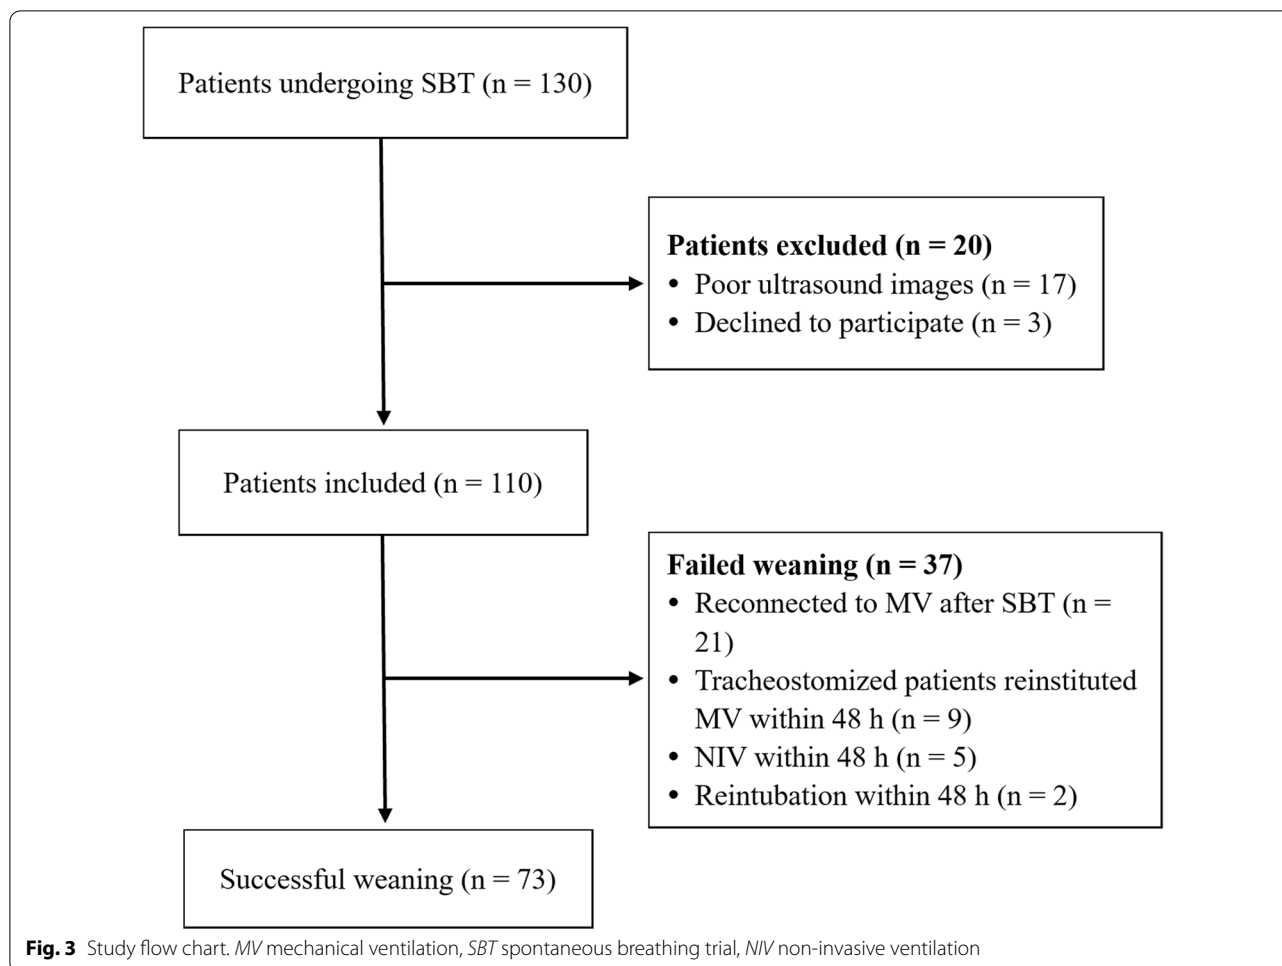 Patients undergoing SBT (n = 130)
Patients excluded (n = 20)
• Poor ultrasound images (n = 17)
• Declined to participate (n = 3)
Patients included (n = 110)
Failed weaning (n = 37)
• Reconnected to MV after SBT (n =
21)
• Tracheostomized patients reinstituted
MV within 48 h (n = 9)
• NIV within 48 h (n = 5)
• Reintubation within 48 h (n = 2)
Successful weaning (n = 73)
Fig. 3 Study flow chart. MV mechanical ventilation, SBT spontaneous breathing trial, NIV non-invasive ventilation